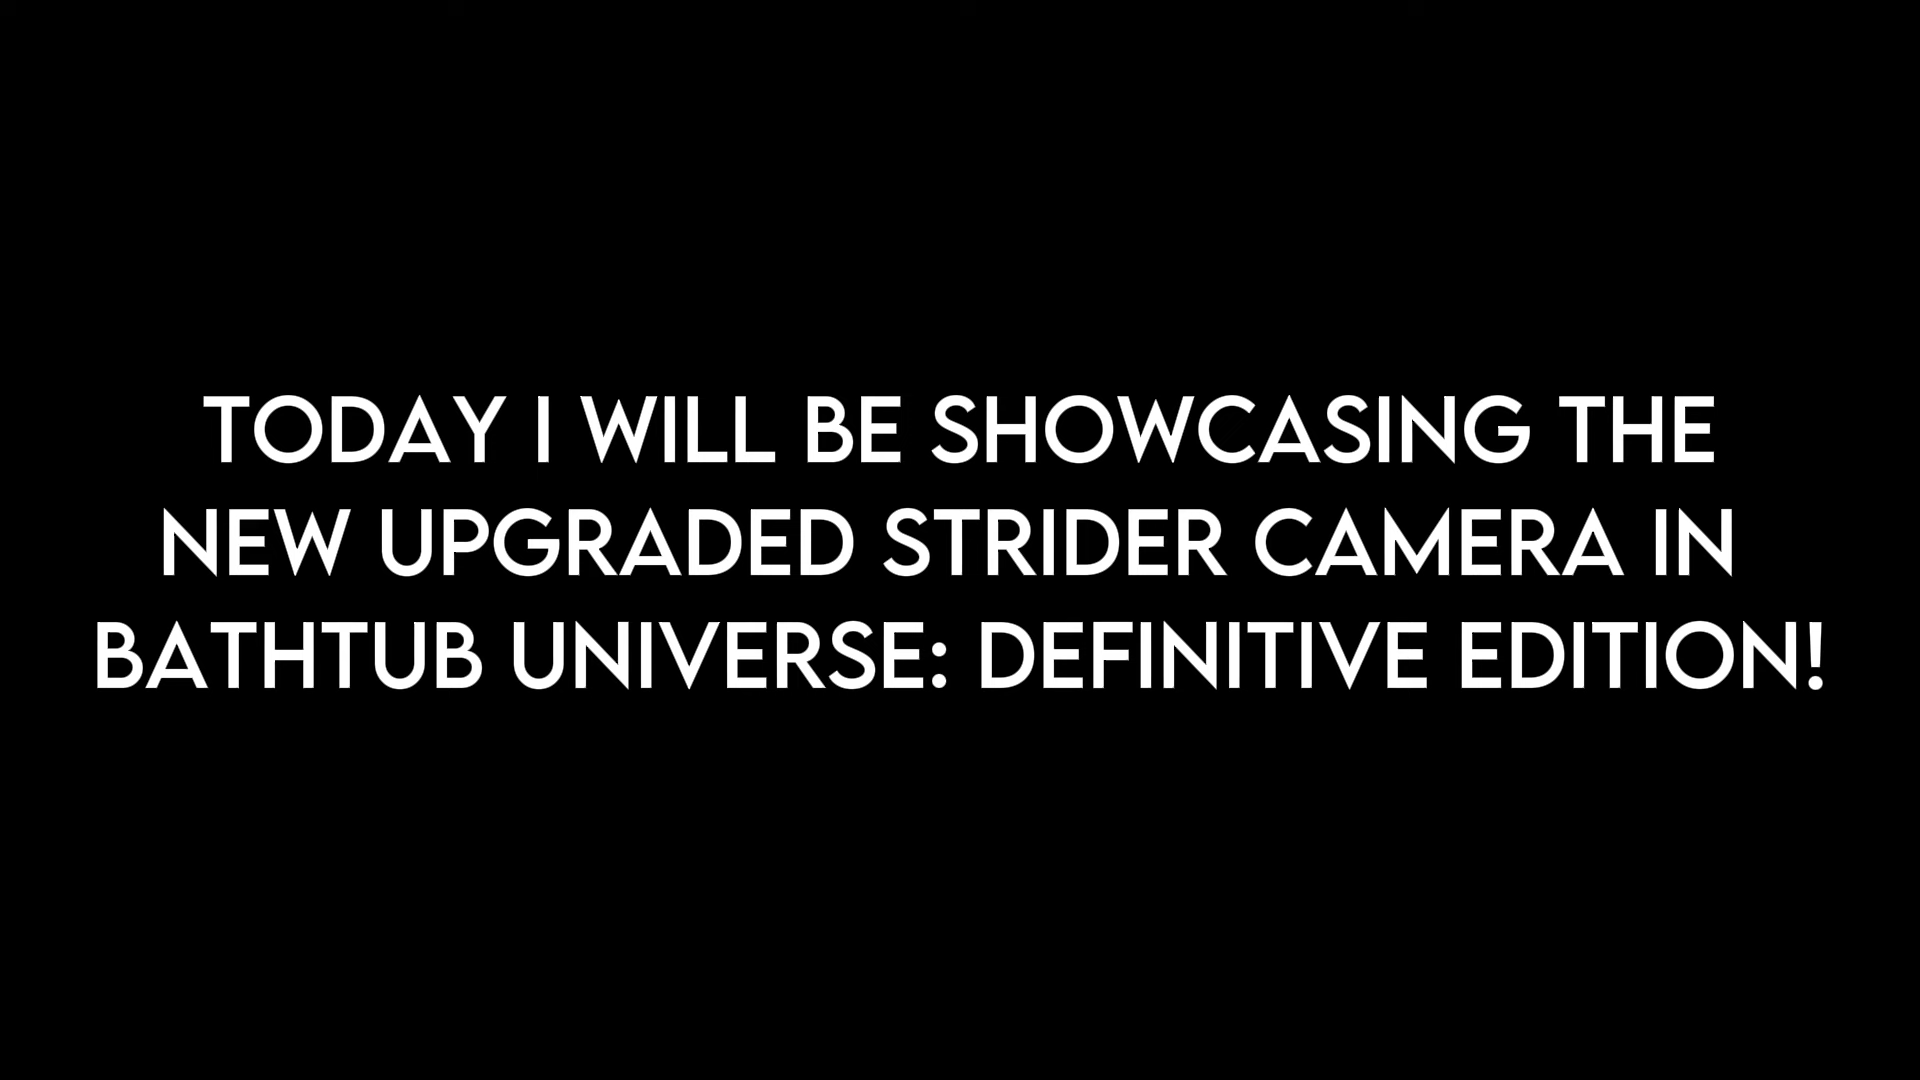 TODAY I WILL BE SHOWCASING THE
NEW UPGRADED STRIDER CAMERA IN
BATHTUB UNIVERSE: DEFINITIVE EDITION!